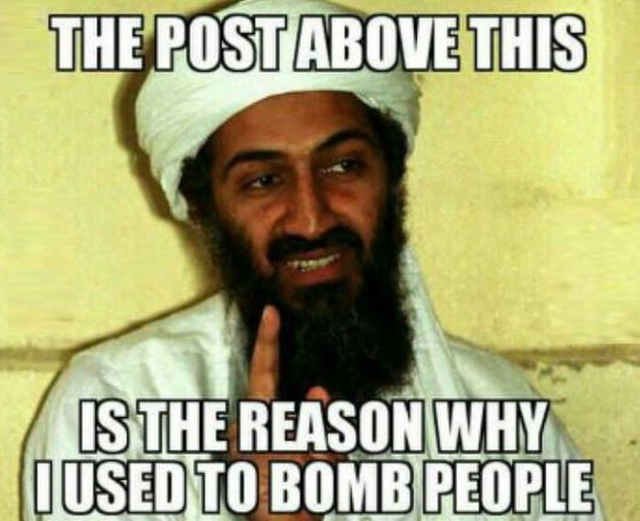 THE POST ABOVE THIS
IS THE REASON WHY
I USED TO BOMB PEOPLE